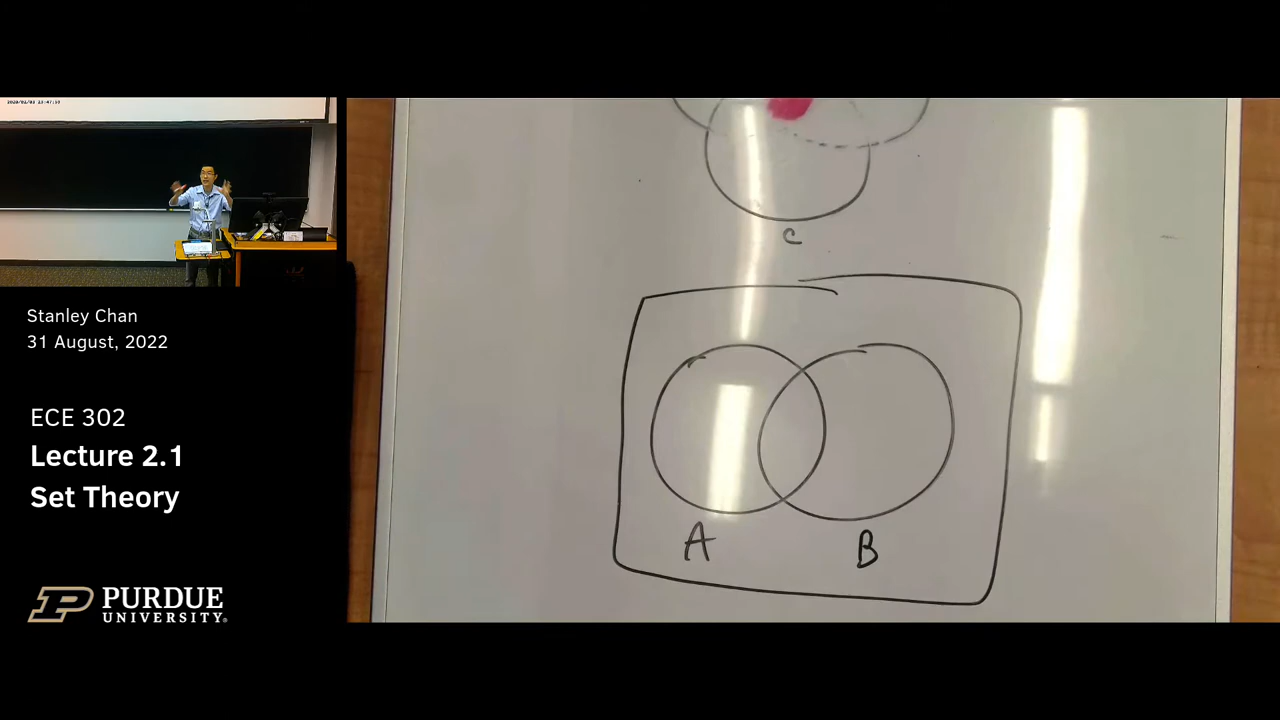 Stanley Chan
31 August, 2022
ECE 302
Lecture 2.1
Set Theory
PURDUE
UNIVERSITY
C
A
B